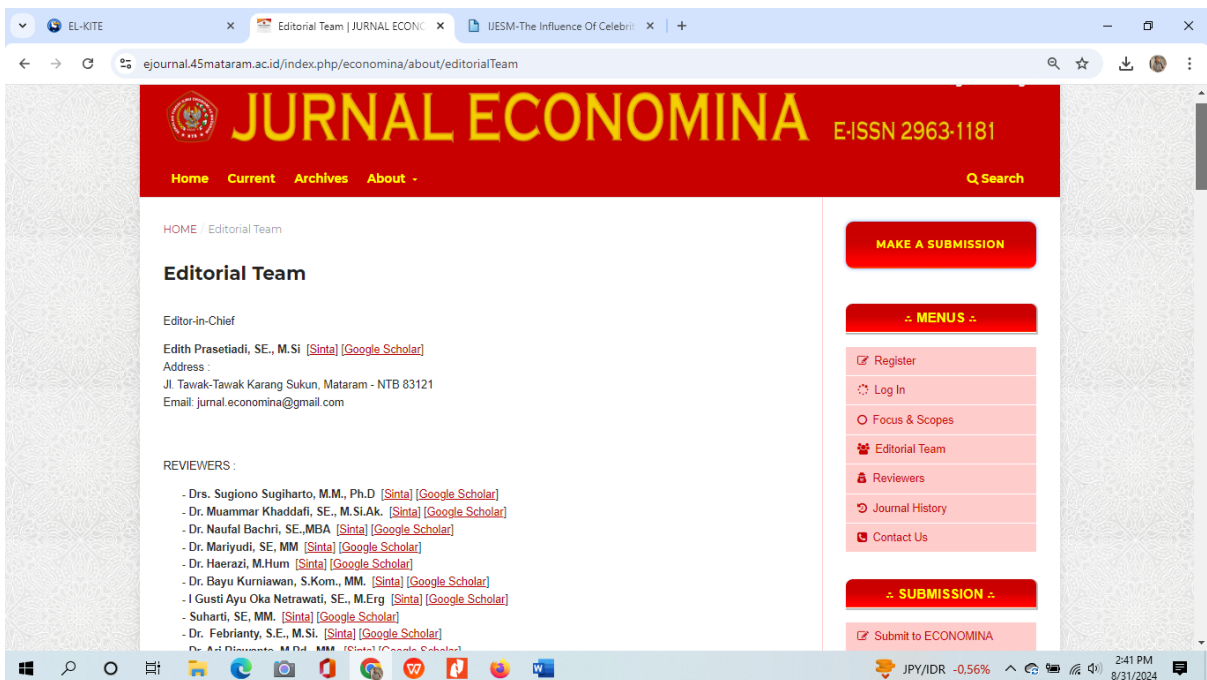 EL-KITE
Editorial Team | JURNAL ECONO
IJESM-The Influence Of Celebrit
ejournal.45mataram.ac.id/index.php/economina/about/editorialTeam
JURNAL ECONOMINA
E-ISSN 2963-1181
Home Current Archives About
Search
HOME / Editorial Team
Editorial Team
Editor-in-Chief
Edith Prasetiadi, SE., M.Si [Sinta] [Google Scholar]
Address :
Jl. Tawak-Tawak Karang Sukun, Mataram - NTB 83121
Email: jurnal.economina@gmail.com
REVIEWERS :
- Drs. Sugiono Sugiharto, M.M., Ph.D [Sinta] [Google Scholar]
- Dr. Muammar Khaddafi, SE., M.Si.Ak. [Sinta] [Google Scholar]
- Dr. Naufal Bachri, SE.,MBA [Sinta] [Google Scholar]
- Dr. Mariyudi, SE, MM [Sinta] [Google Scholar]
- Dr. Haerazi, M.Hum [Sinta] [Google Scholar]
- Dr. Bayu Kurniawan, S.Kom., MM. [Sinta] [Google Scholar]
- I Gusti Ayu Oka Netrawati, SE., M.Erg [Sinta] [Google Scholar]
- Suharti, SE, MM. [Sinta] [Google Scholar]
- Dr. Febrianty, S.E., M.Si. [Sinta] [Google Scholar]
MAKE A SUBMISSION
.: MENUS :.
Register
Log In
Focus & Scopes
Editorial Team
Reviewers
Journal History
Contact Us
.: SUBMISSION :.
Submit to ECONOMINA
JPY/IDR -0,56%
2:41 PM
8/31/2024